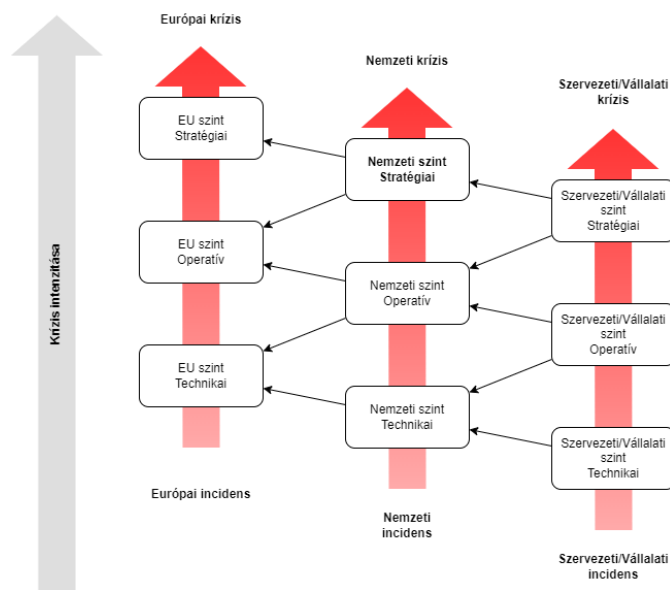 Európai krízis
Nemzeti krízis
Szervezeti/Vállalati
krízis
EU szint
Stratégiai
Nemzeti szint
Stratégiai
Szervezeti/Vállalati
szint
Stratégiai
EU szint
Operatív
Nemzeti szint
Operatív
Szervezeti/Vállalati
szint
Operatív
EU szint
Technikai
Nemzeti szint
Technikai
Szervezeti/Vállalati
szint
Technikai
Európai incidens
Nemzeti
incidens
Szervezeti/Vállalati
incidens
Krízis intenzitása